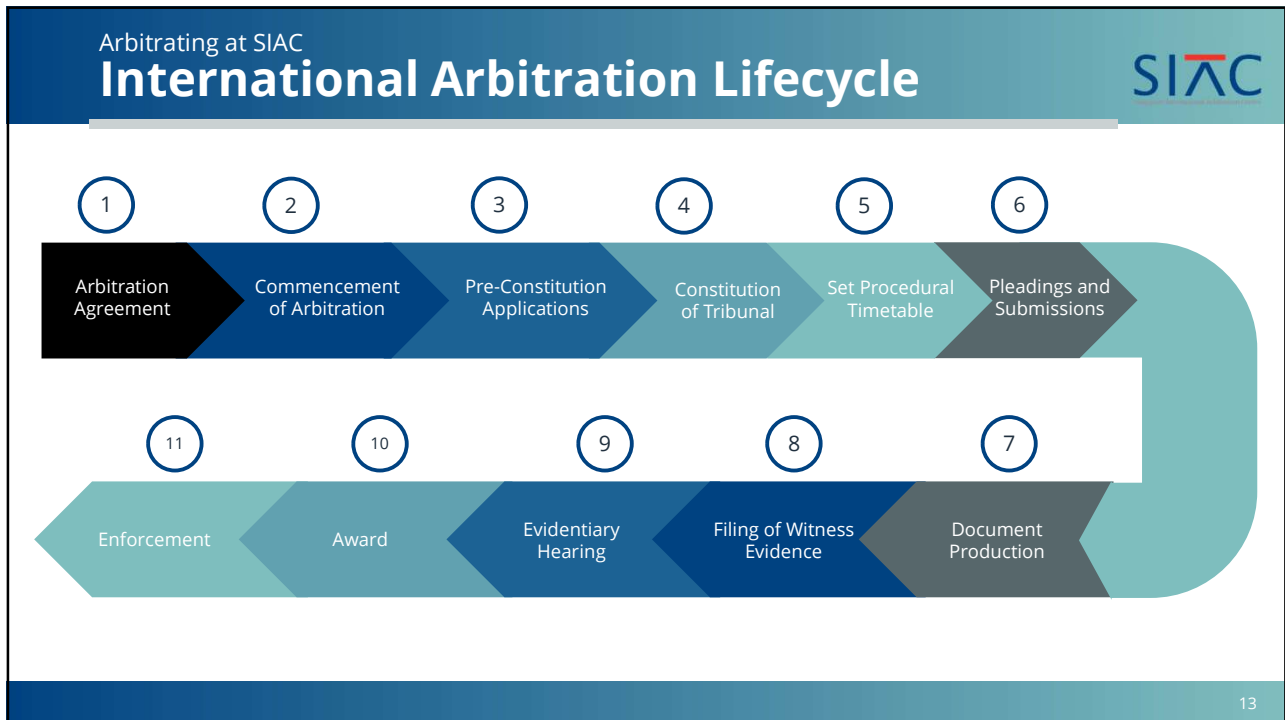 Arbitrating at SIAC
International Arbitration Lifecycle
SIAC
1
2
3
4
5
6
Arbitration
Agreement
Commencement
of Arbitration
Pre-Constitution
Applications
Constitution
of Tribunal
Set Procedural
Timetable
Pleadings and
Submissions
11
10
9
8
7
Enforcement
Award
Evidentiary
Hearing
Filing of Witness
Evidence
Document
Production
13